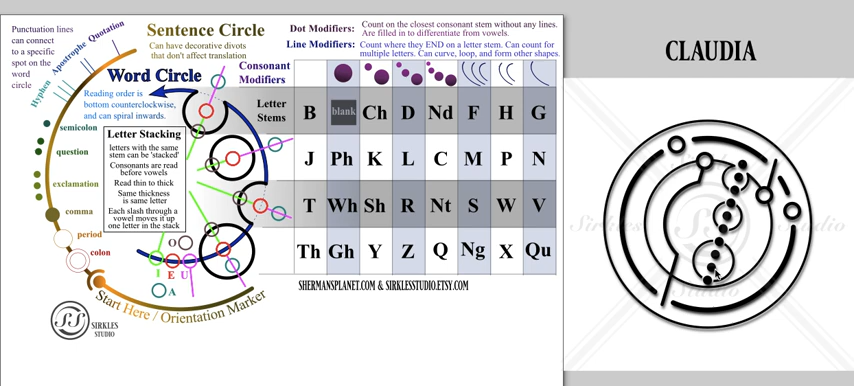 Punctuation lines
can connect
to a specific
spot on the
word
circle
Hyphen
Apostrophe
Quotation
Sentence Circle
Can have decorative divots
that don't affect translation
Dot Modifiers:
Count on the closest consonant stem without any lines.
Are filled in to differentiate from vowels.
Line Modifiers:
Count where they END on a letter stem. Can count for
multiple letters. Can curve, loop, and form other shapes.
Word Circle
Reading order is
bottom counterclockwise,
and can spiral inwards.
Consonant
Modifiers
Letter
Stems
B blank Ch D Nd F H G
J Ph K L C M P N
T Wh Sh R Nt S W V
Th Gh Y Z Q Ng X Qu
Letter Stacking
letters with the same
stem can be 'stacked'
Consonants are read
before vowels
Read thin to thick
Same thickness
is same letter
Each slash through a
vowel moves it up
one letter in the stack
semicolon
question
exclamation
comma
period
colon
O
I E U
A
Start Here / Orientation Marker
SS
SIRKLES
STUDIO
SHERMANSPLANET.COM & SIRKLESSTUDIO.ETSY.COM
CLAUDIA
Sirkles Studio